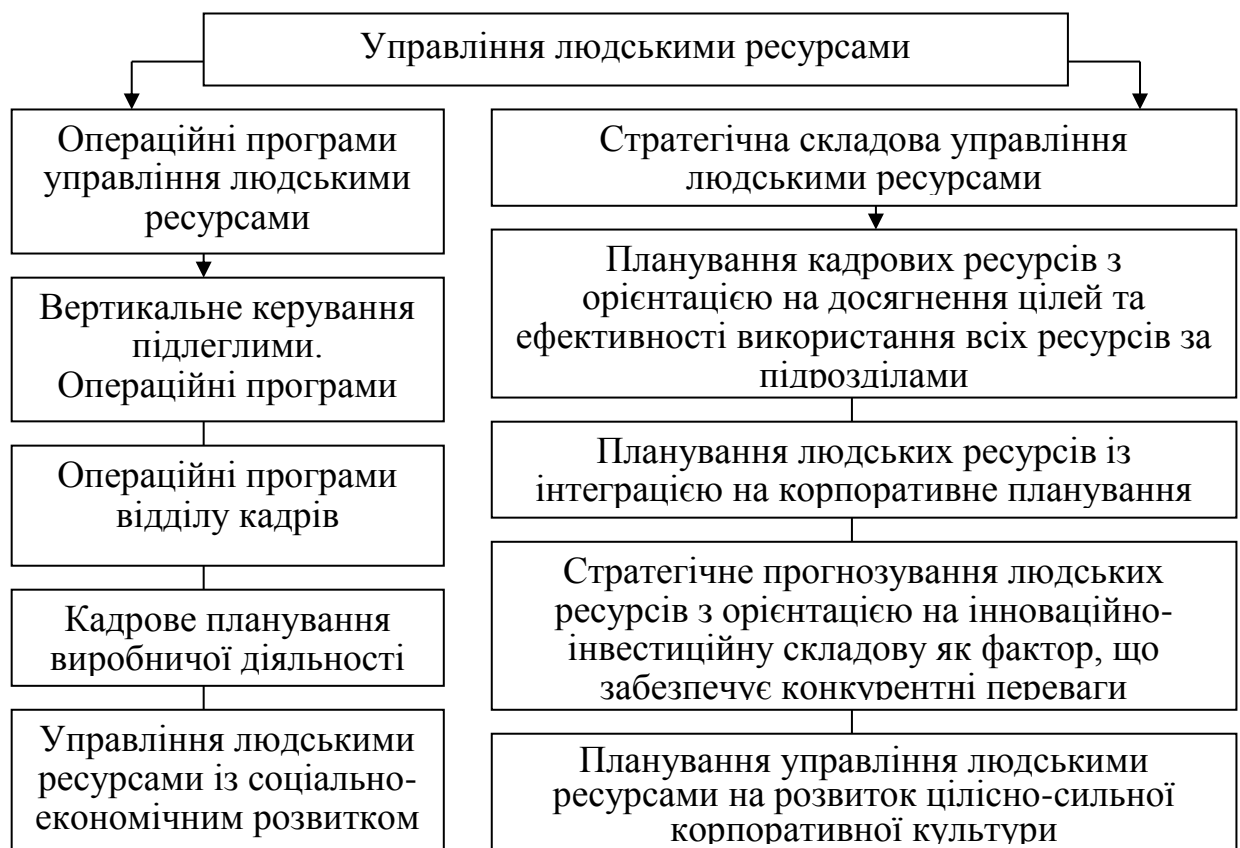 Управління людськими ресурсами
Операційні програми
управління людськими
ресурсами
Вертикальне керування
підлеглими.
Операційні програми
Операційні програми
відділу кадрів
Кадрове планування
виробничої діяльності
Управління людськими
ресурсами із соціально-
економічним розвитком
Стратегічна складова управління
людськими ресурсами
Планування кадрових ресурсів з
орієнтацією на досягнення цілей та
ефективності використання всіх ресурсів за
підрозділами
Планування людських ресурсів із
інтеграцією на корпоративне планування
Стратегічне прогнозування людських
ресурсів з орієнтацією на інноваційно-
інвестиційну складову як фактор, що
забезпечує конкурентні переваги
Планування управління людськими
ресурсами на розвиток цілісно-сильної
корпоративної культури